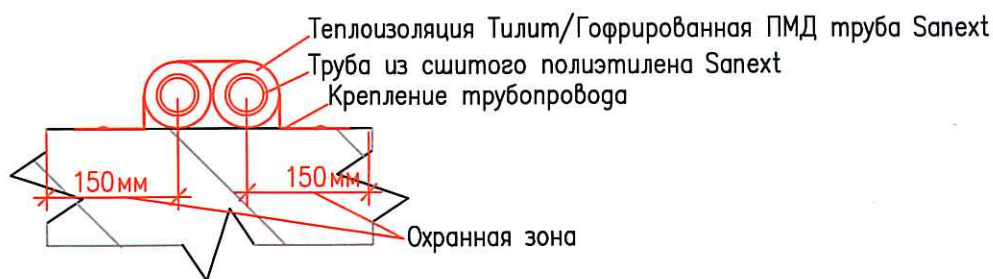 Теплоизоляция Тилит/Гофрированная ПМД труба Sanext
Труба из сшитого полиэтилена Sanext
Крепление трубопровода
150мм
150мм
Охранная зона